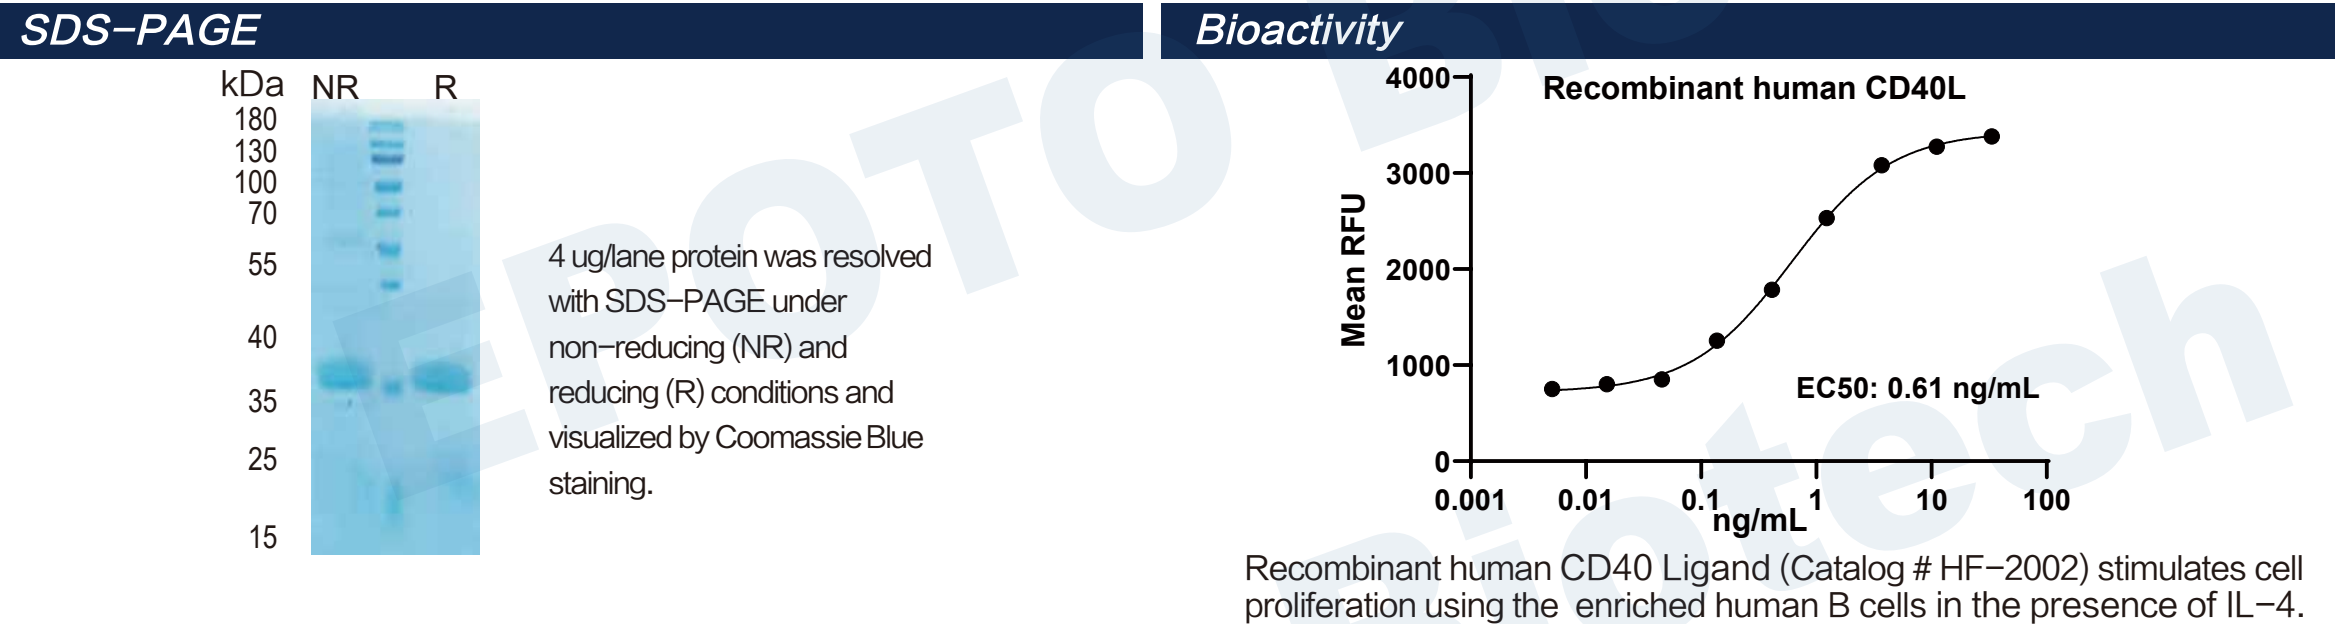 SDS-PAGE
kDa NR R
180
130
100
70
55
40
35
25
15
4 ug/lane protein was resolved
with SDS-PAGE under
non-reducing (NR) and
reducing (R) conditions and
visualized by Coomassie Blue
staining.
Bioactivity
Recombinant human CD40L
4000
3000
2000
1000
0
Mean RFU
EC50: 0.61 ng/mL
0.001 0.01 0.1 1 10 100
ng/mL
Recombinant human CD40 Ligand (Catalog # HF-2002) stimulates cell
proliferation using the enriched human B cells in the presence of IL-4.
EPOTO Bio
Biotech